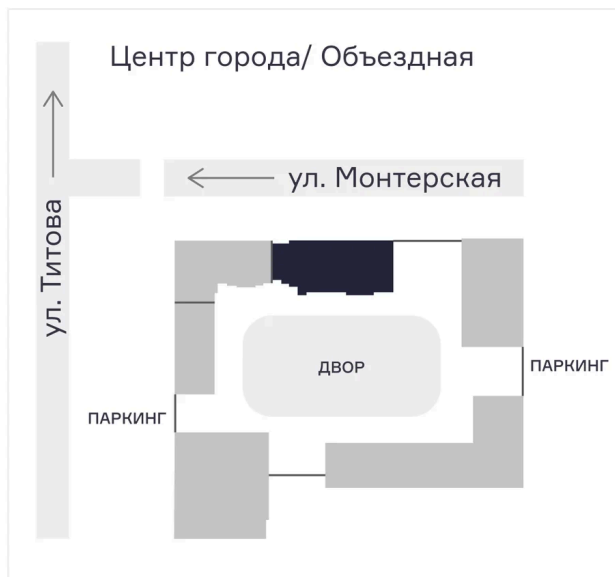 Центр города/ Объездная
ул. Монтерская
ул. Титова
ДВОР
ПАРКИНГ
ПАРКИНГ